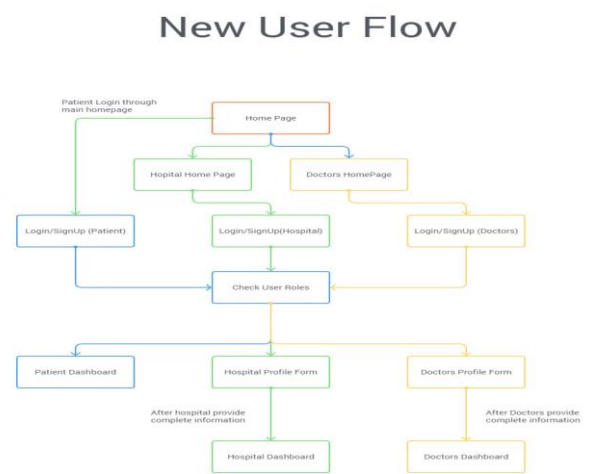 New User Flow
Patient Login through
main homepage
Home Page
Hopital Home Page
Doctors HomePage
Login/SignUp (Patient)
Login/SignUp(Hospital)
Login/SignUp (Doctors)
Check User Roles
Patient Dashboard
Hospital Profile Form
Doctors Profile Form
After hospital provide
complete information
After Doctors provide
complete information
Hospital Dashboard
Doctors Dashboard